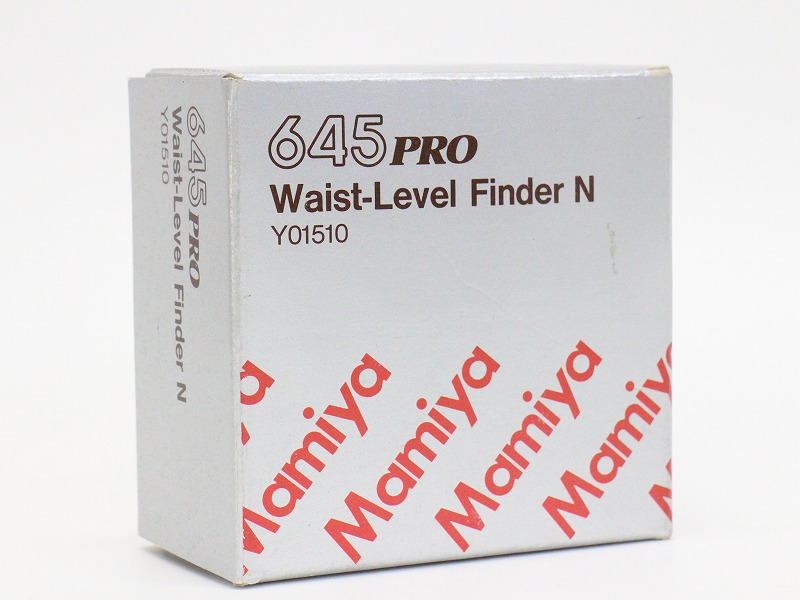 645 PRO
Waist-Level Finder N
Y01510
645 PRO
Waist-Level Finder N
Y01510
Mamiya
Mamiya
Mamiya
Mamiya
Mamiya
M